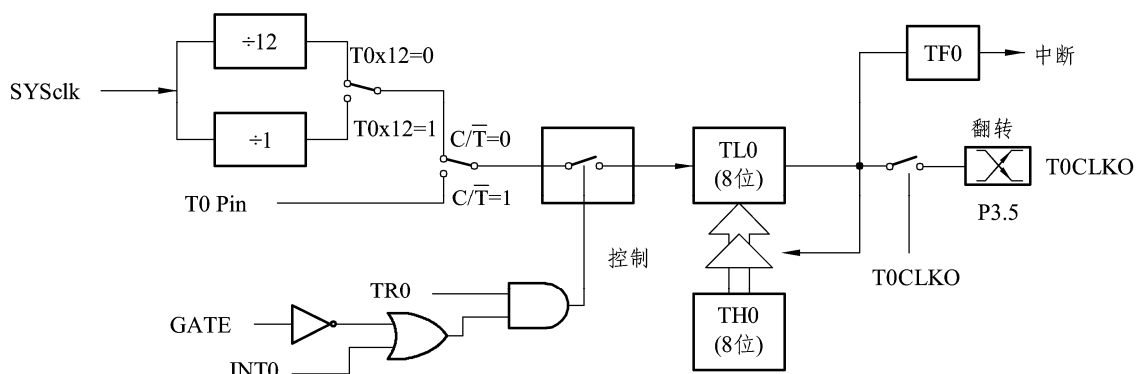 ÷12
T0x12=0
SYSclk
÷1
T0x12=1
C/T̅=0
T0 Pin
C/T̅=1
TL0
(8位)
TF0
中断
翻转
T0CLKO
P3.5
控制
T0CLKO
TR0
GATE
INT0
TH0
(8位)